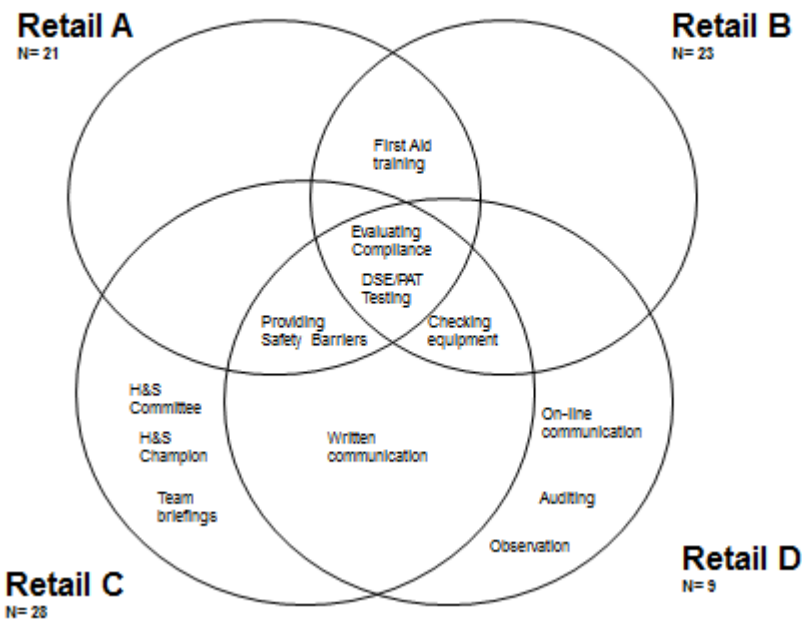 Retail A
N= 21
Retail B
N= 23
First Aid
training
Evaluating
Compliance
DSE/PAT
Testing
Providing
Safety Barriers
Checking
equipment
H&S
Committee
H&S
Champion
Team
briefings
Written
communication
On-line
communication
Auditing
Observation
Retail C
N= 28
Retail D
N= 9